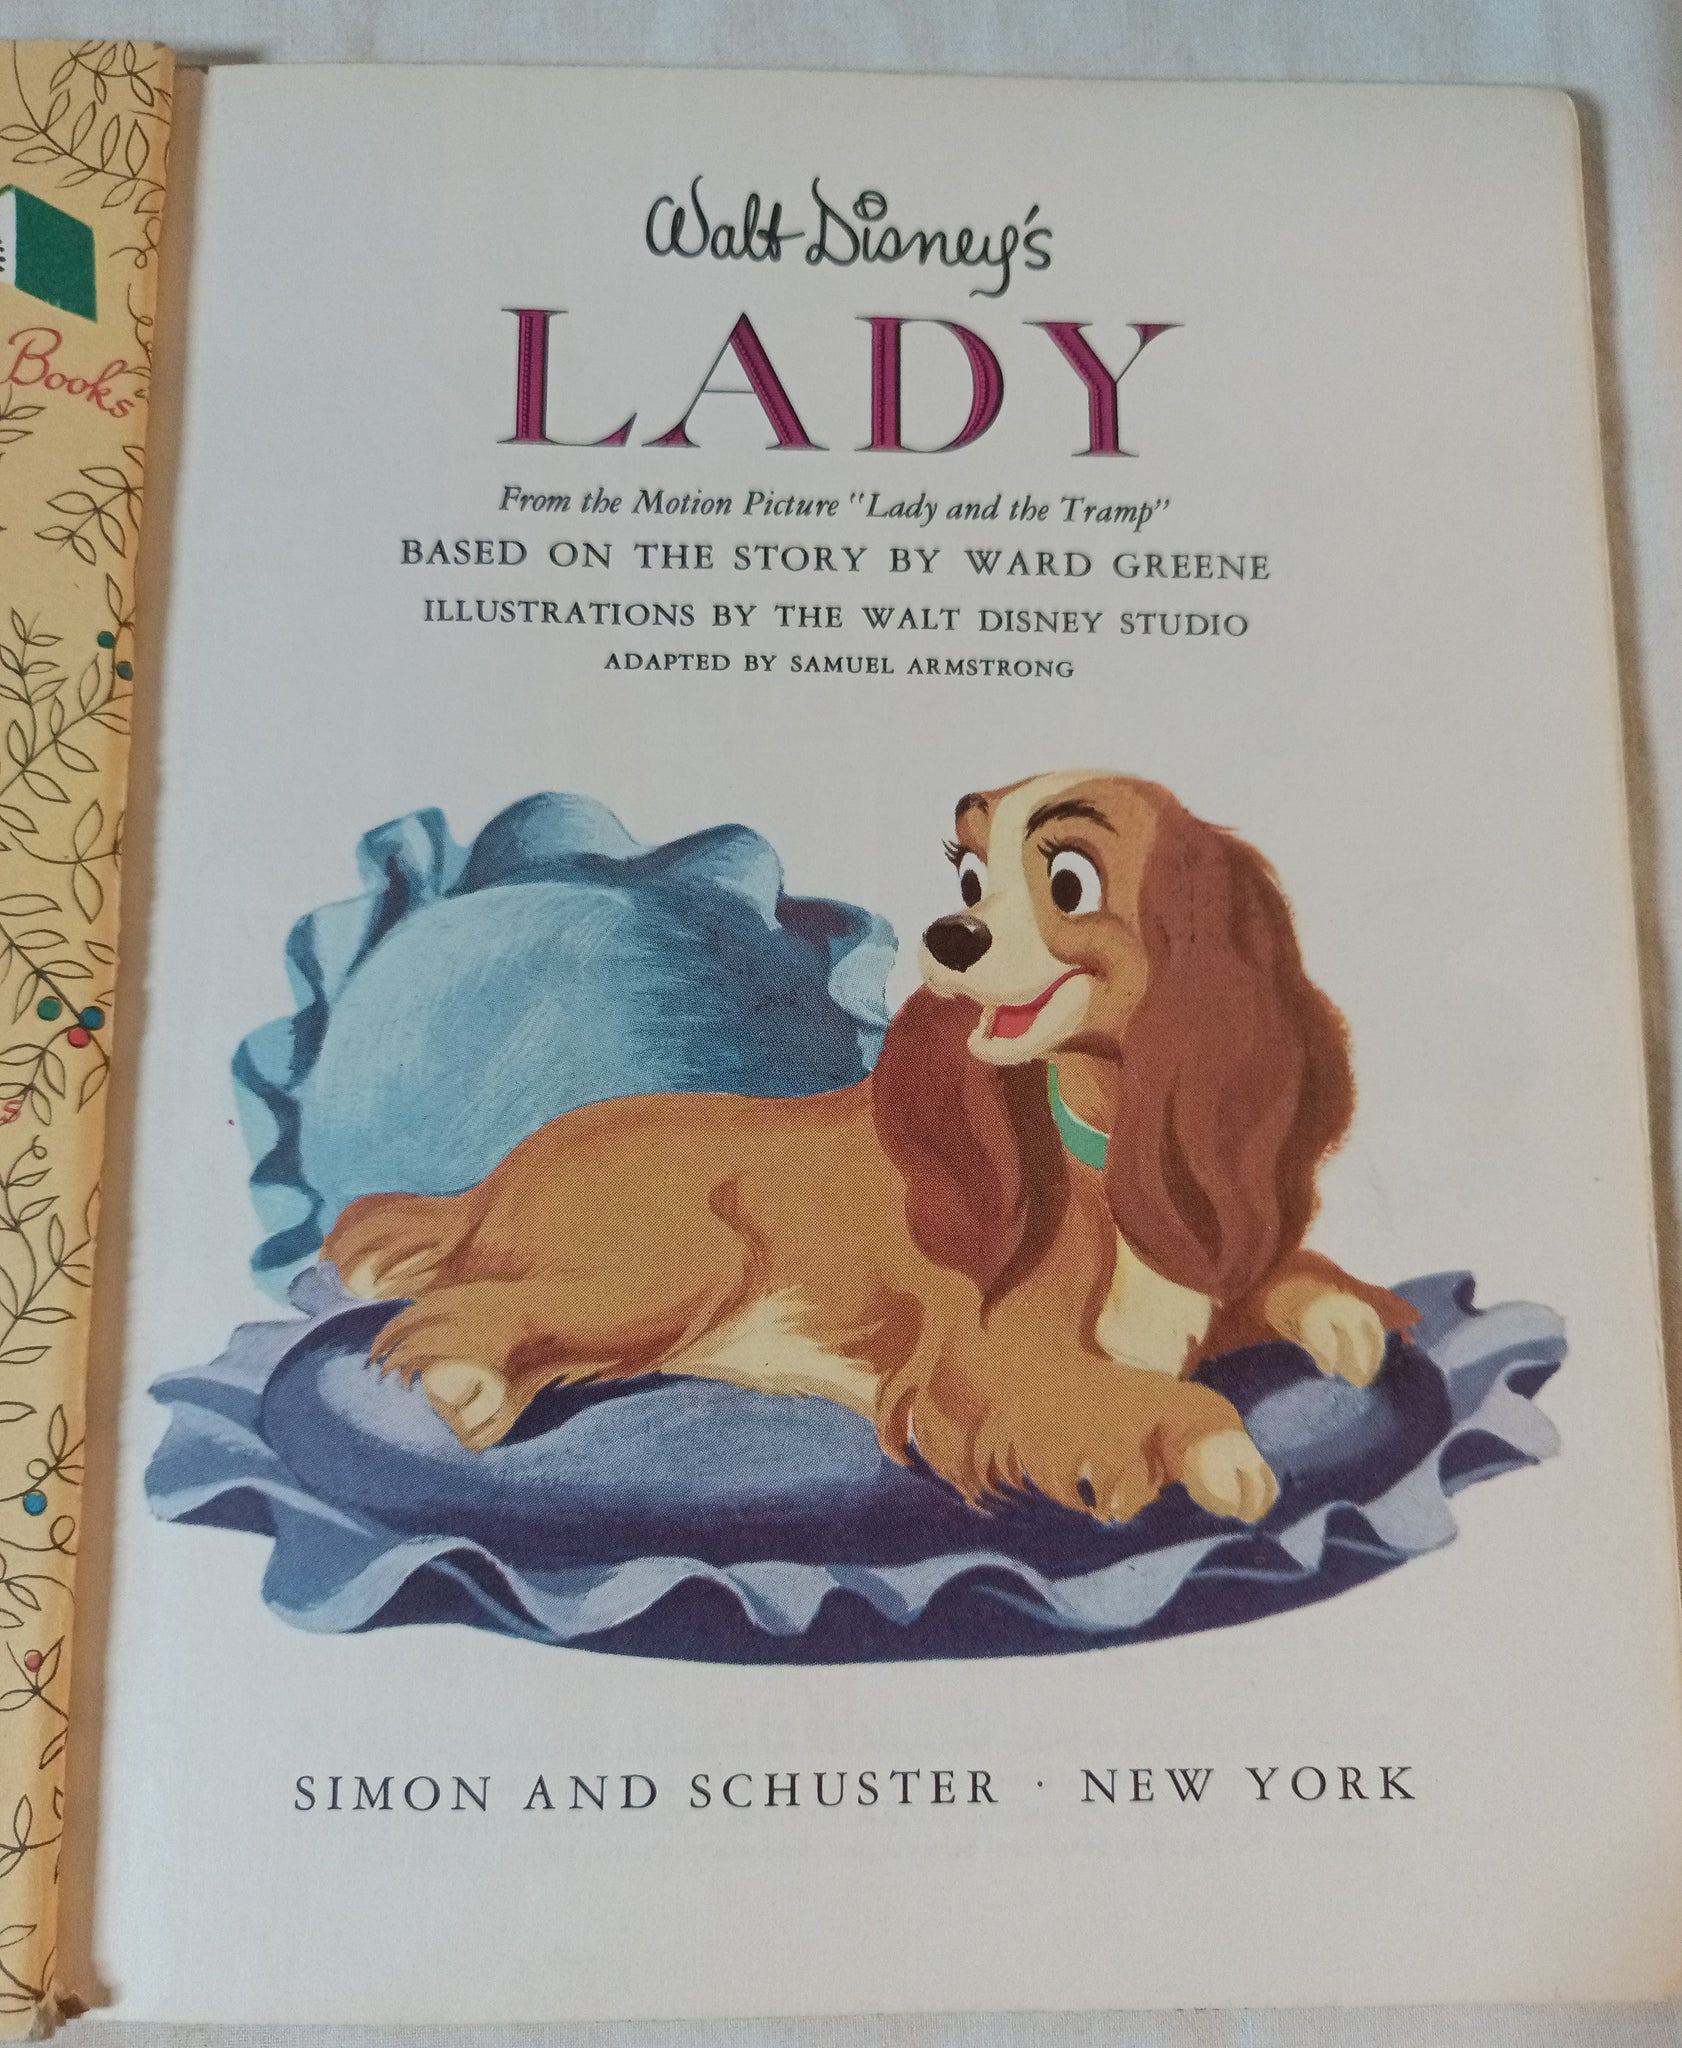 Books
s
Walt Disney's
LADY
From the Motion Picture "Lady and the Tramp"
BASED ON THE STORY BY WARD GREENE
ILLUSTRATIONS BY THE WALT DISNEY STUDIO
ADAPTED BY SAMUEL ARMSTRONG
SIMON AND SCHUSTER · NEW YORK